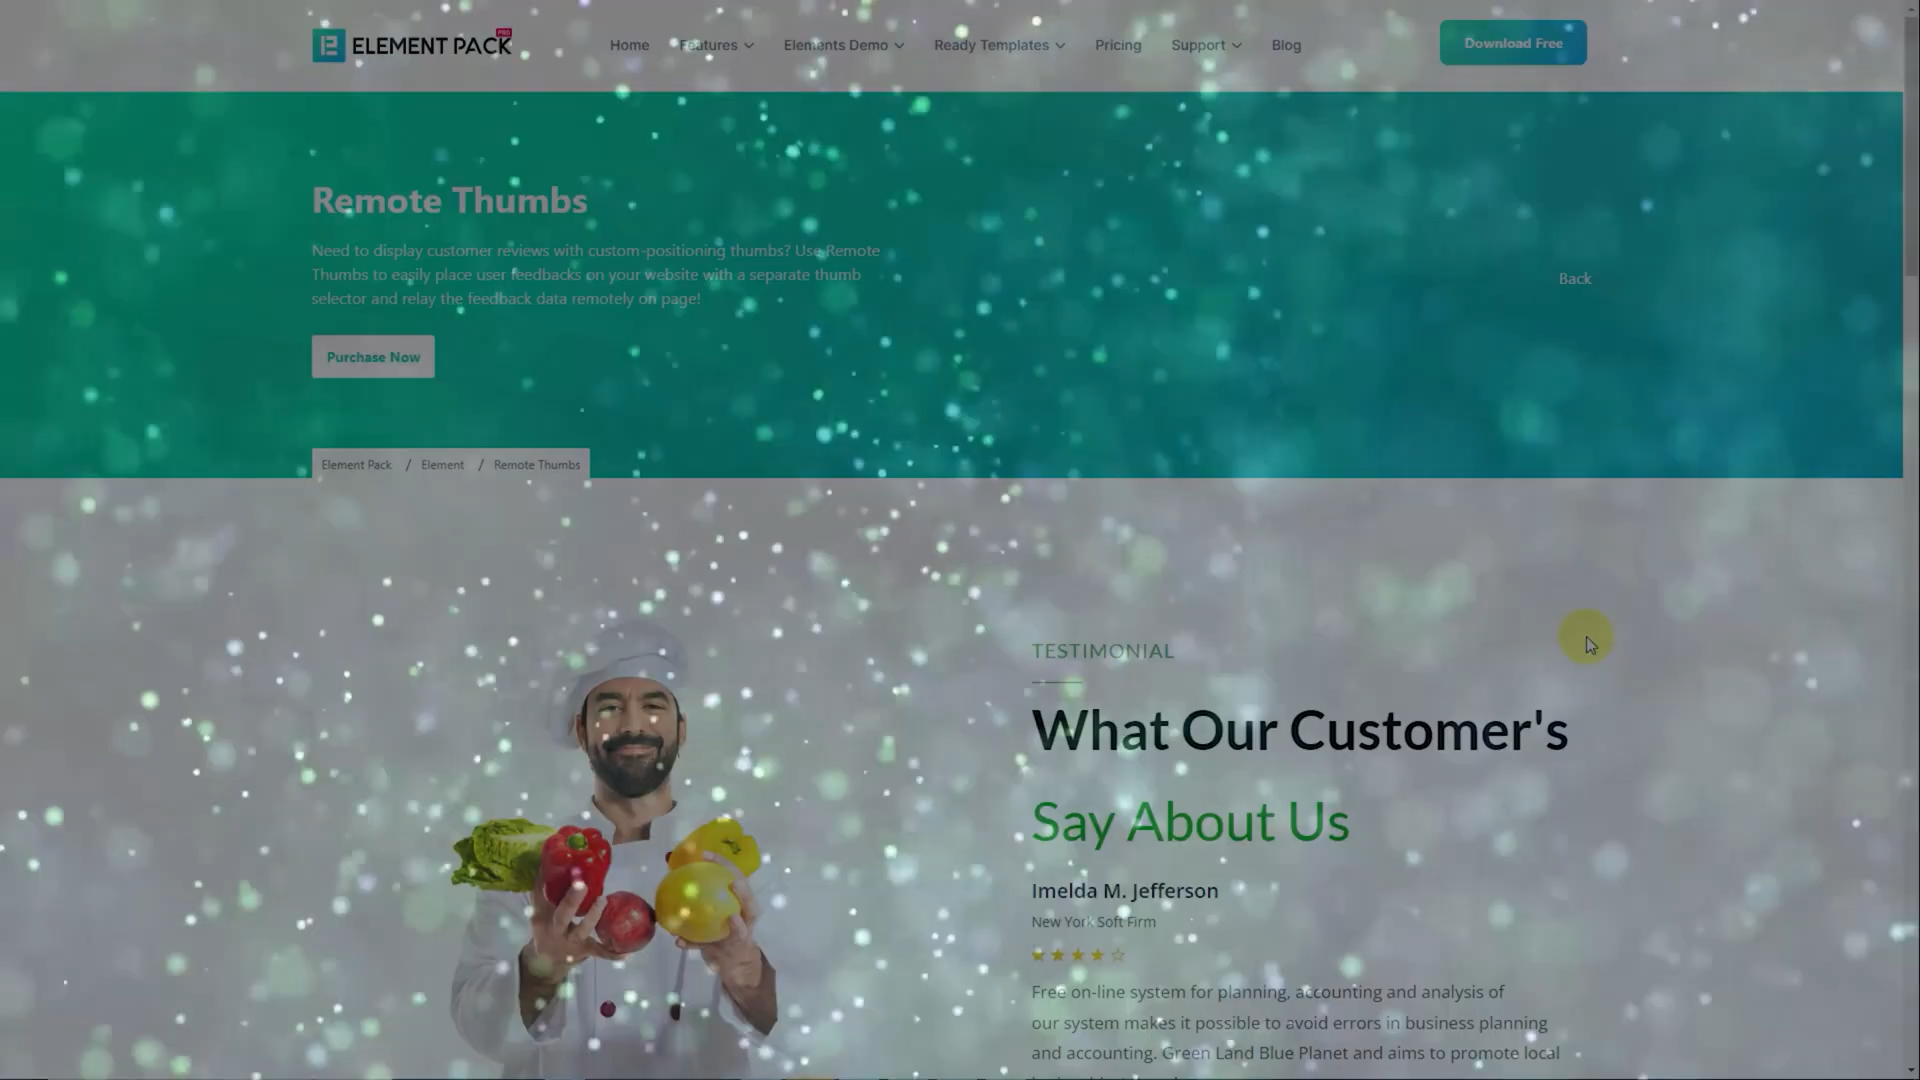 ELEMENT PACK PRO
Home Features Elements Demo Ready Templates Pricing Support Blog
Download Free
Remote Thumbs
Need to display customer reviews with custom-positioning thumbs? Use Remote
Thumbs to easily place user feedbacks on your website with a separate thumb
selector and relay the feedback data remotely on page!
Back
Purchase Now
Element Pack / Element / Remote Thumbs
TESTIMONIAL
What Our Customer's
Say About Us
Imelda M. Jefferson
New York Soft Firm
Free on-line system for planning, accounting and analysis of
our system makes it possible to avoid errors in business planning
and accounting. Green Land Blue Planet and aims to promote local